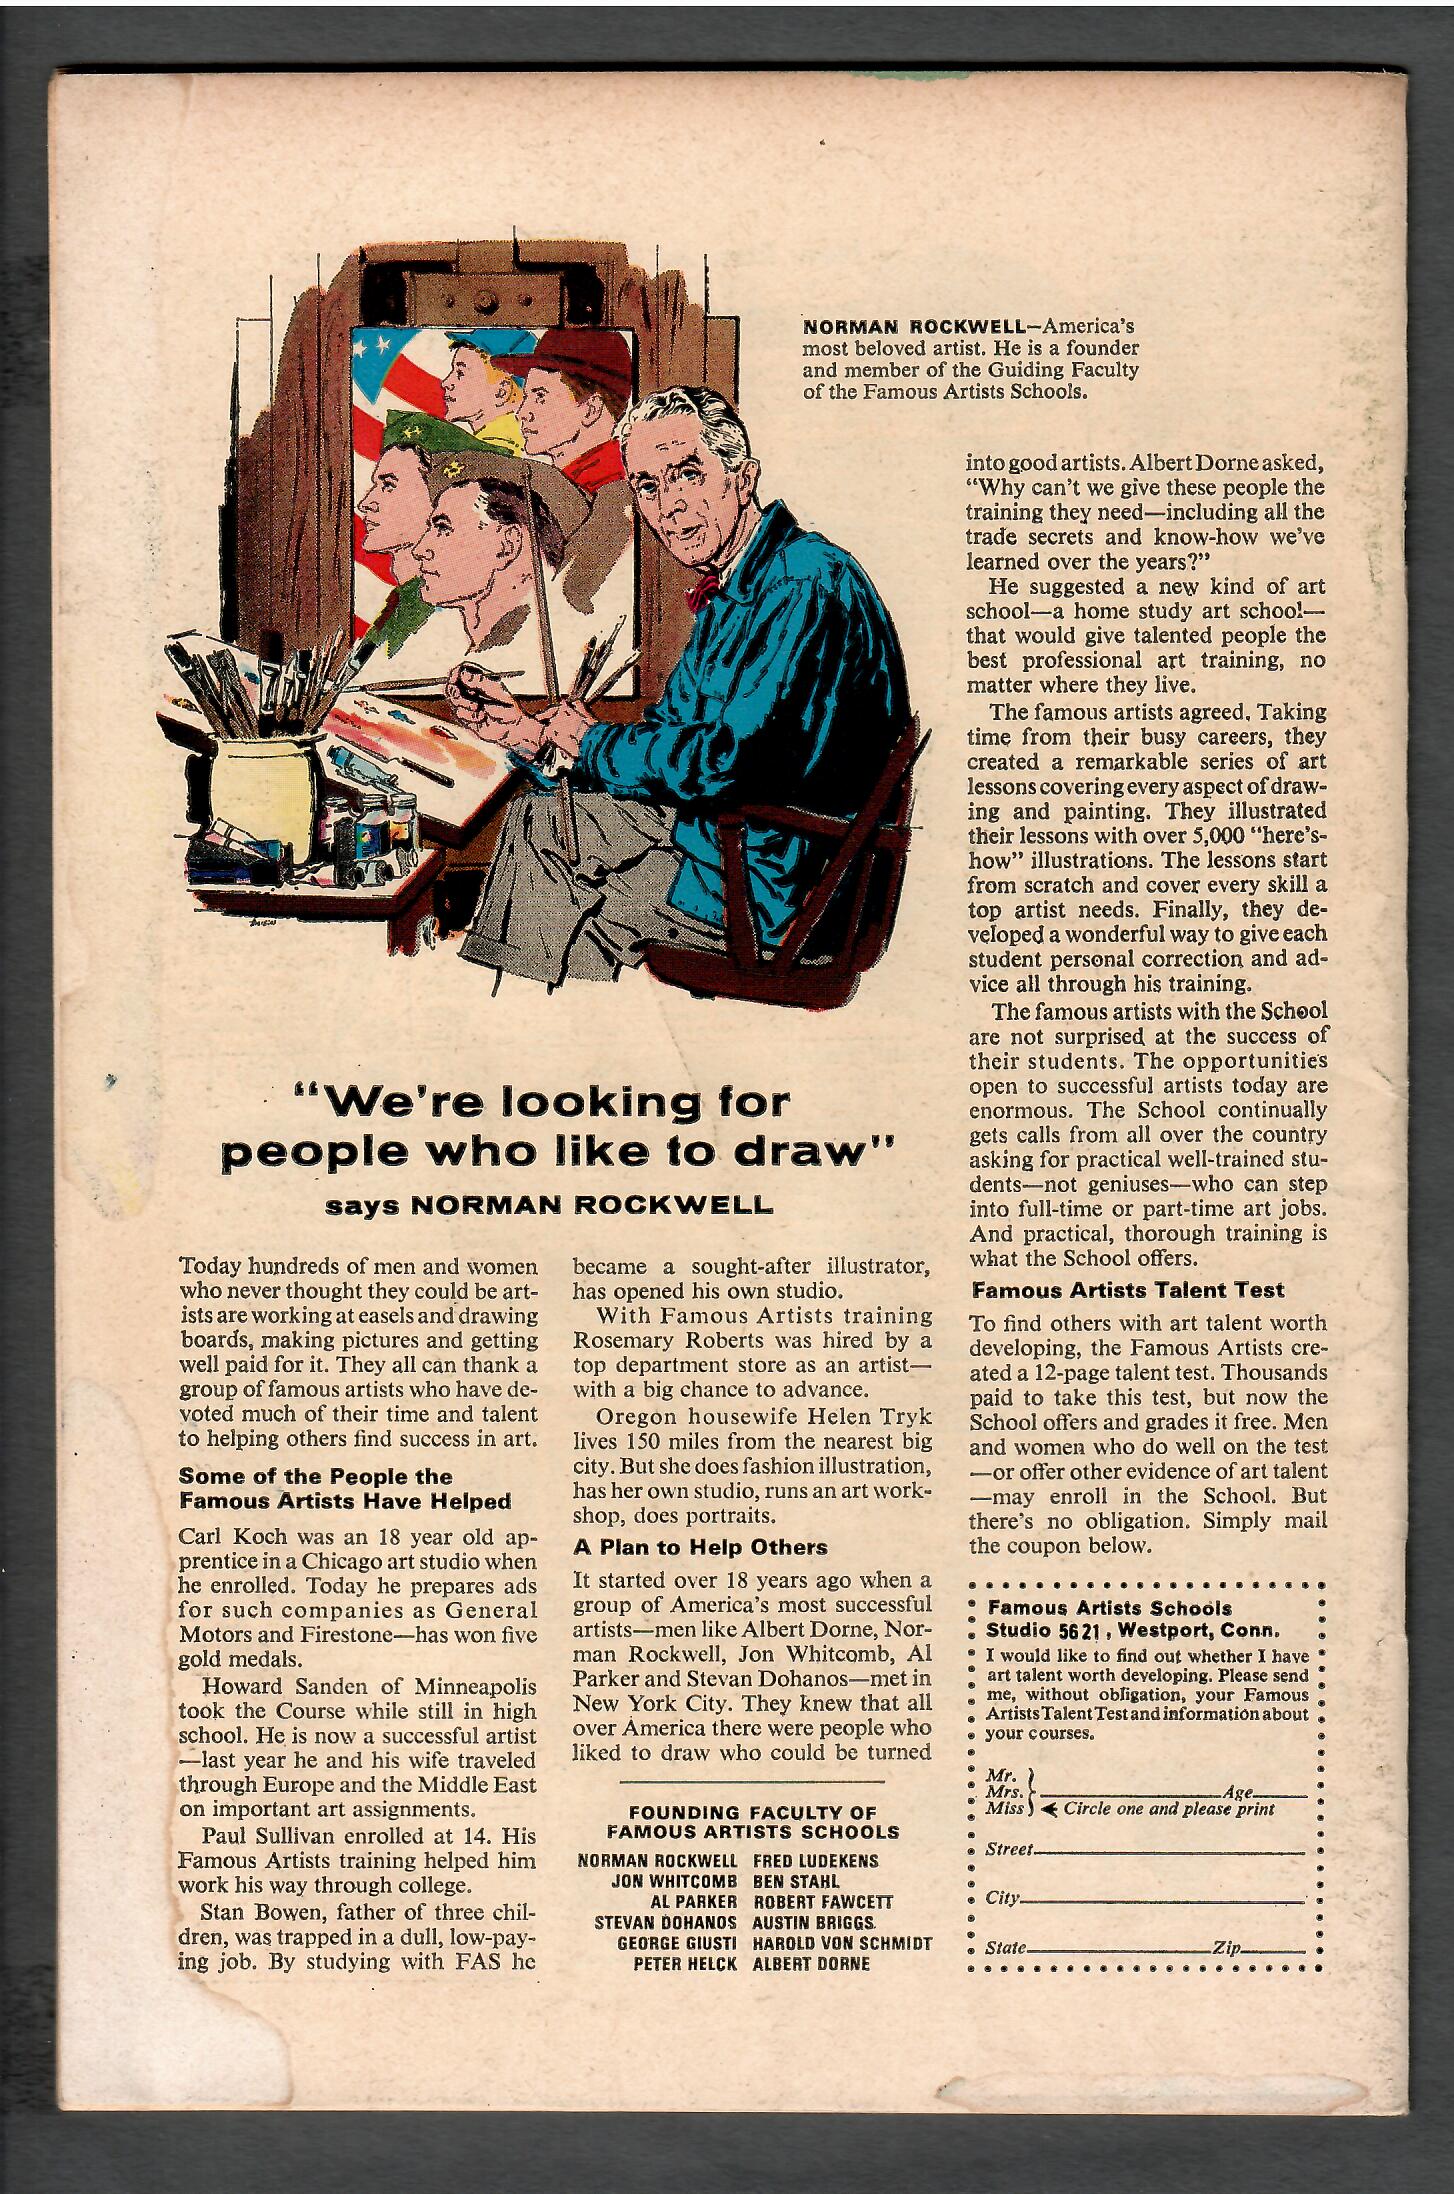 NORMAN ROCKWELL—America's
most beloved artist. He is a founder
and member of the Guiding Faculty
of the Famous Artists Schools.
"We're looking for
people who like to draw"
says NORMAN ROCKWELL
Today hundreds of men and women
who never thought they could be art-
ists are working at easels and drawing
boards, making pictures and getting
well paid for it. They all can thank a
group of famous artists who have de-
voted much of their time and talent
to helping others find success in art.
Some of the People the
Famous Artists Have Helped
Carl Koch was an 18 year old ap-
prentice in a Chicago art studio when
he enrolled. Today he prepares ads
for such companies as General
Motors and Firestone—has won five
gold medals.
Howard Sanden of Minneapolis
took the Course while still in high
school. He is now a successful artist
—last year he and his wife traveled
through Europe and the Middle East
on important art assignments.
Paul Sullivan enrolled at 14. His
Famous Artists training helped him
work his way through college.
Stan Bowen, father of three chil-
dren, was trapped in a dull, low-pay-
ing job. By studying with FAS he
became a sought-after illustrator,
has opened his own studio.
With Famous Artists training
Rosemary Roberts was hired by a
top department store as an artist—
with a big chance to advance.
Oregon housewife Helen Tryk
lives 150 miles from the nearest big
city. But she does fashion illustration,
has her own studio, runs an art work-
shop, does portraits.
A Plan to Help Others
It started over 18 years ago when a
group of America's most successful
artists—men like Albert Dorne, Nor-
man Rockwell, Jon Whitcomb, Al
Parker and Stevan Dohanos—met in
New York City. They knew that all
over America there were people who
liked to draw who could be turned
FOUNDING FACULTY OF
FAMOUS ARTISTS SCHOOLS
NORMAN ROCKWELL FRED LUDEKENS
JON WHITCOMB BEN STAHL
AL PARKER ROBERT FAWCETT
STEVAN DOHANOS AUSTIN BRIGGS
GEORGE GIUSTI HAROLD VON SCHMIDT
PETER HELCK ALBERT DORNE
into good artists. Albert Dorne asked,
"Why can't we give these people the
training they need—including all the
trade secrets and know-how we've
learned over the years?"
He suggested a new kind of art
school—a home study art school—
that would give talented people the
best professional art training, no
matter where they live.
The famous artists agreed. Taking
time from their busy careers, they
created a remarkable series of art
lessons covering every aspect of draw-
ing and painting. They illustrated
their lessons with over 5,000 "here's-
how" illustrations. The lessons start
from scratch and cover every skill a
top artist needs. Finally, they de-
veloped a wonderful way to give each
student personal correction and ad-
vice all through his training.
The famous artists with the School
are not surprised at the success of
their students. The opportunities
open to successful artists today are
enormous. The School continually
gets calls from all over the country
asking for practical well-trained stu-
dents—not geniuses—who can step
into full-time or part-time art jobs.
And practical, thorough training is
what the School offers.
Famous Artists Talent Test
To find others with art talent worth
developing, the Famous Artists cre-
ated a 12-page talent test. Thousands
paid to take this test, but now the
School offers and grades it free. Men
and women who do well on the test
—or offer other evidence of art talent
—may enroll in the School. But
there's no obligation. Simply mail
the coupon below.
Famous Artists Schools
Studio 5621, Westport, Conn.
I would like to find out whether I have
art talent worth developing. Please send
me, without obligation, your Famous
Artists Talent Test and information about
your courses.
Mr.
Mrs. Age
Miss Circle one and please print
Street
City
State Zip